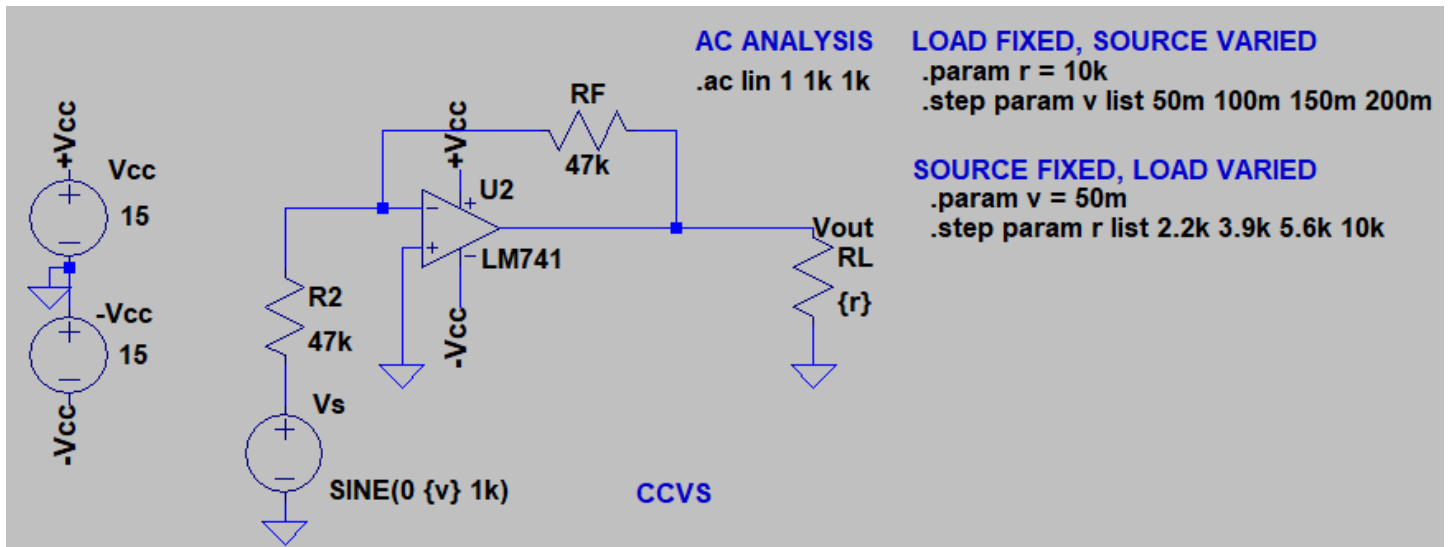 AC ANALYSIS
.ac lin 1 1k 1k
LOAD FIXED, SOURCE VARIED
.param r = 10k
.step param v list 50m 100m 150m 200m
SOURCE FIXED, LOAD VARIED
.param v = 50m
.step param r list 2.2k 3.9k 5.6k 10k
+Vcc
Vcc
15
-Vcc
15
-Vcc
RF
47k
+Vcc
U2
LM741
-Vcc
R2
47k
Vs
SINE(0 {v} 1k)
Vout
RL
{r}
CCVS